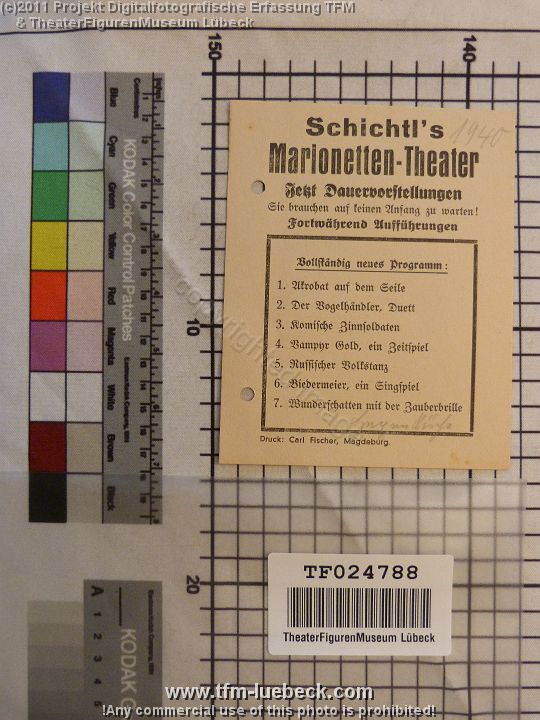 (c)2011 Projekt Digitalfotografische Erfassung TFM
& TheaterFigurenMuseum Lübeck
150
140
Schichtl's
1940
Marionetten-Theater
Jetzt Dauervorstellungen
Sie brauchen auf keinen Anfang zu warten!
Fortwährend Aufführungen
Vollständig neues Programm:
1. Akrobat auf dem Seile
2. Der Vogelhändler, Duett
3. Komische Zinnsoldaten
4. Vampyr Gold, ein Zeitspiel
5. Russischer Volkstanz
6. Biedermeier, ein Singspiel
7. Wunderschatten mit der Zauberbrille
Druck: Carl Fischer, Magdeburg.
10
20
KODAK Color Control Patches
Blue
Cyan
Green
Yellow
Red
Magenta
White
Brown
Black
KODAK
A 1 2 3 4 5
TF024788
TheaterFigurenMuseum Lübeck
www.tfm-luebeck.com
!Any commercial use of this photo is prohibited!